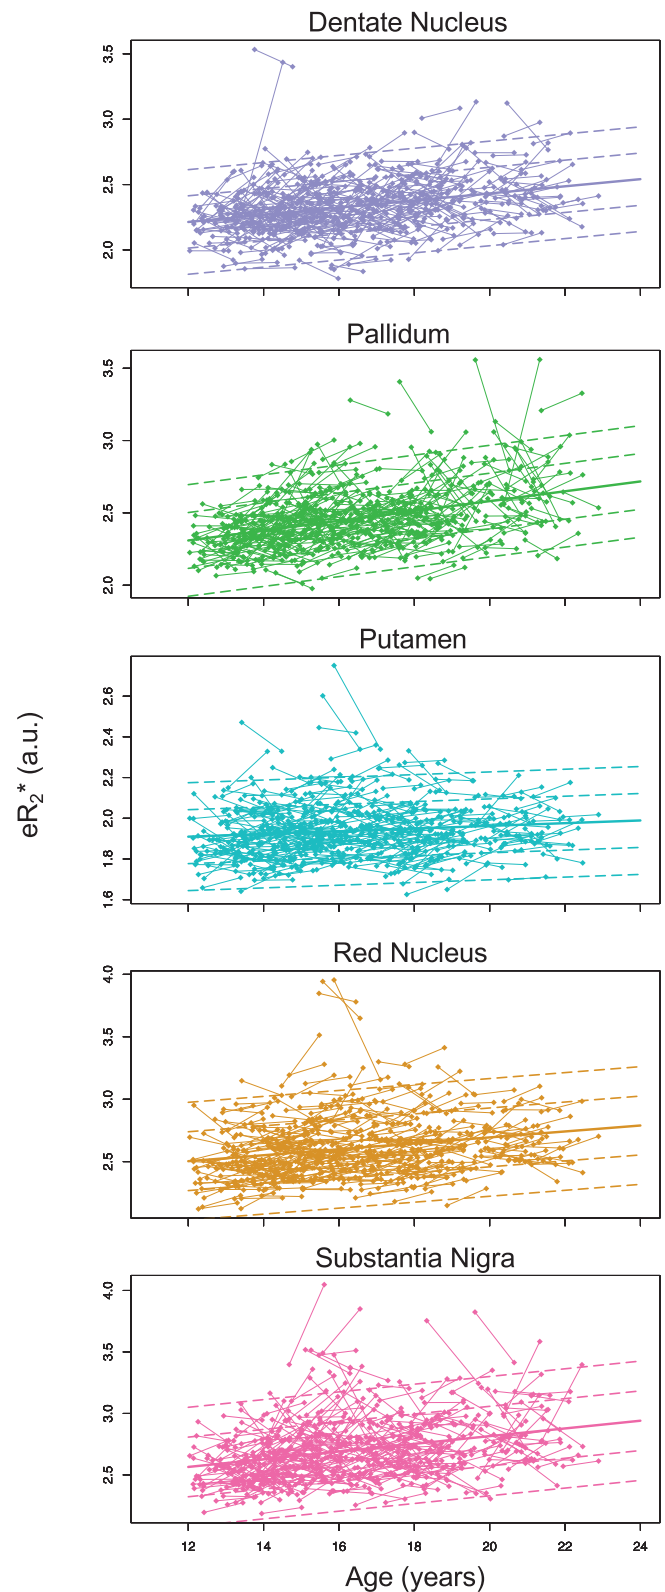 Dentate Nucleus
3.5
3.0
2.5
2.0
Pallidum
3.5
3.0
2.5
2.0
Putamen
2.6
2.4
2.2
2.0
1.8
1.6
eR2* (a.u.)
Red Nucleus
4.0
3.5
3.0
2.5
Substantia Nigra
4.0
3.5
3.0
2.5
12 14 16 18 20 22 24
Age (years)